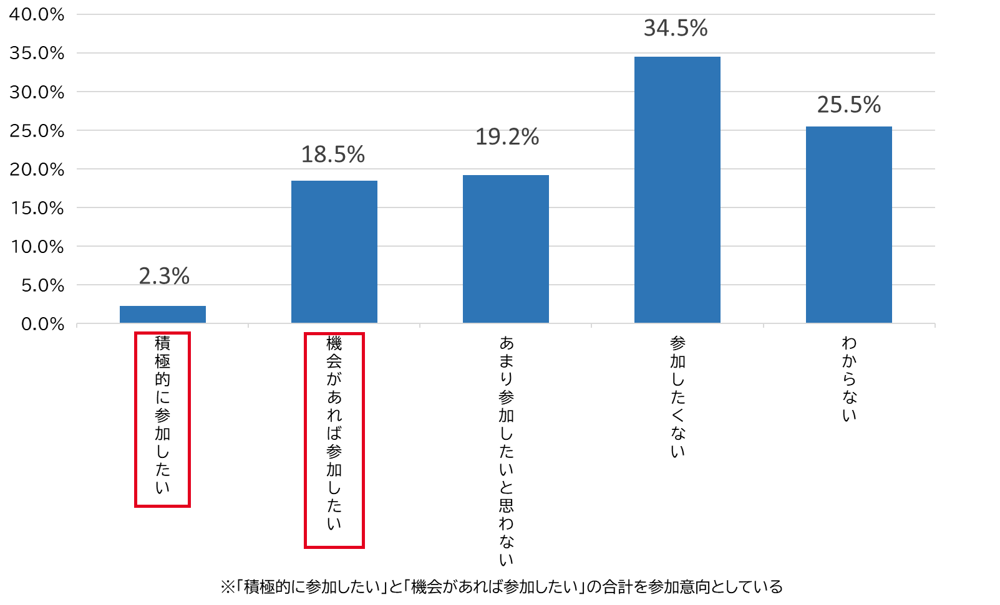 40.0%
35.0%
30.0%
25.0%
20.0%
15.0%
10.0%
5.0%
0.0%
2.3%
18.5%
19.2%
34.5%
25.5%
積極的に参加したい
機会があれば参加したい
あまり参加したいと思わない
参加したくない
わからない
※｢積極的に参加したい｣と｢機会があれば参加したい｣の合計を参加意向としている